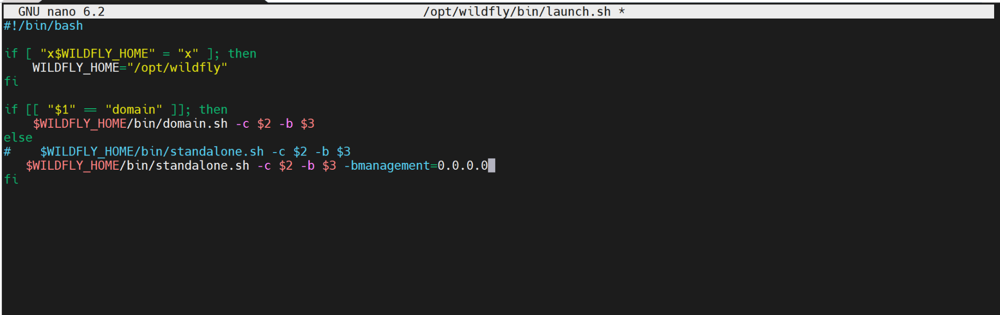 GNU nano 6.2 /opt/wildfly/bin/launch.sh *
#!/bin/bash
if [ "x$WILDFLY_HOME" = "x" ]; then
    WILDFLY_HOME="/opt/wildfly"
fi
if [[ "$1" == "domain" ]]; then
    $WILDFLY_HOME/bin/domain.sh -c $2 -b $3
else
#    $WILDFLY_HOME/bin/standalone.sh -c $2 -b $3
   $WILDFLY_HOME/bin/standalone.sh -c $2 -b $3 -bmanagement=0.0.0.0
fi